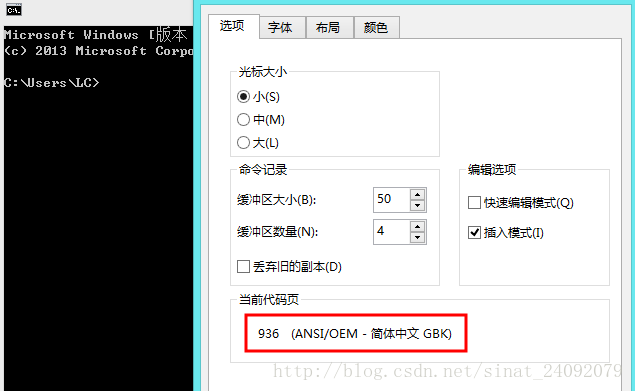 C:\.
Microsoft Windows [版本
(c) 2013 Microsoft Corpo
C:\Users\LC>
选项 字体 布局 颜色
光标大小
小(S)
中(M)
大(L)
命令记录
缓冲区大小(B): 50
缓冲区数量(N): 4
丢弃旧的副本(D)
编辑选项
快速编辑模式(Q)
插入模式(I)
当前代码页
936 (ANSI/OEM - 简体中文 GBK)
http://blog.csdn.net/sinat_24092079